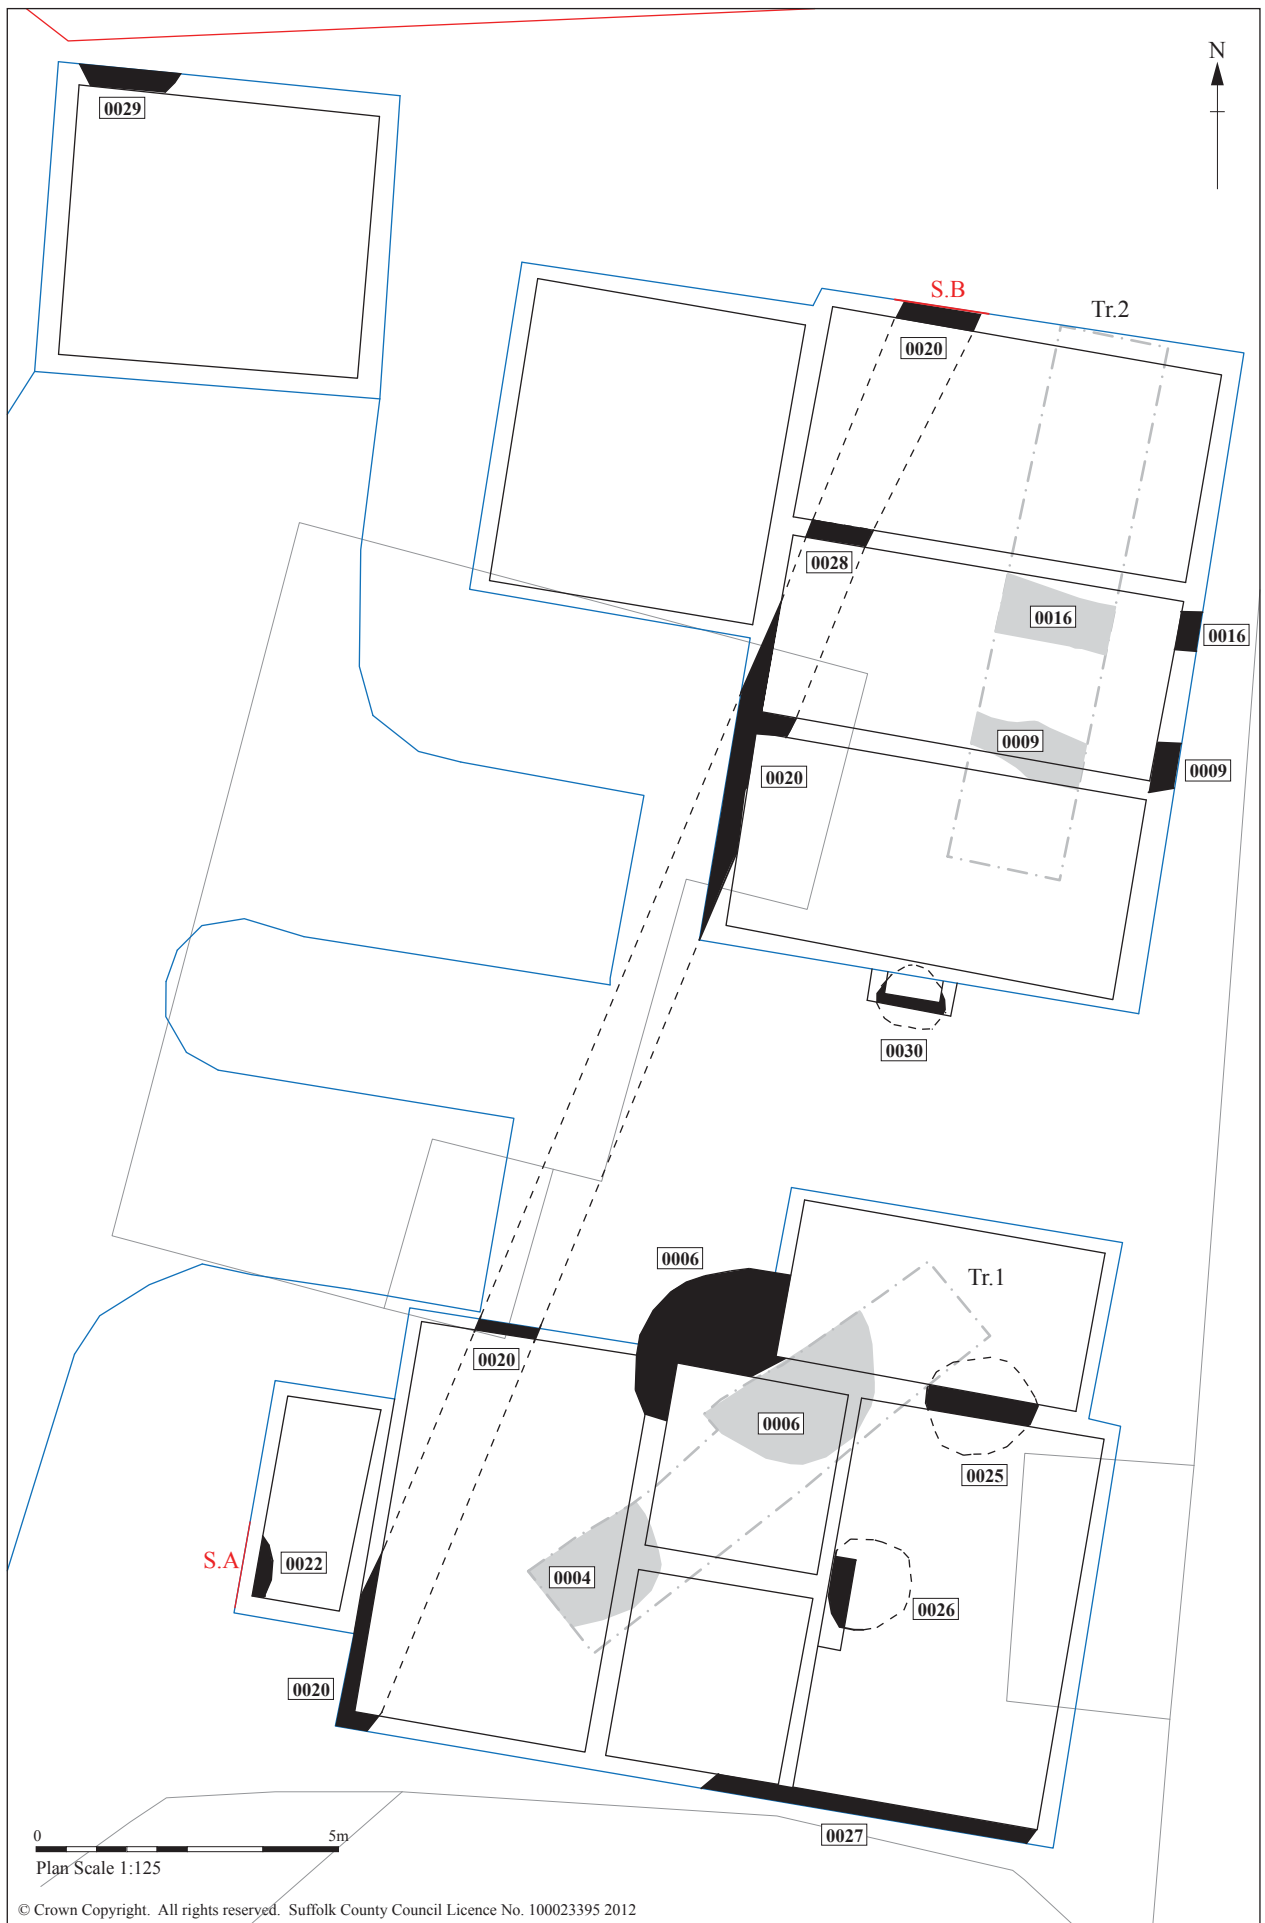 N
0029
S.B
Tr.2
0020
0028
0016
0016
0009
0009
0020
0030
0006
Tr.1
0020
0006
0025
S.A
0022
0004
0026
0020
0027
0 5m
Plan Scale 1:125
© Crown Copyright. All rights reserved. Suffolk County Council Licence No. 100023395 2012